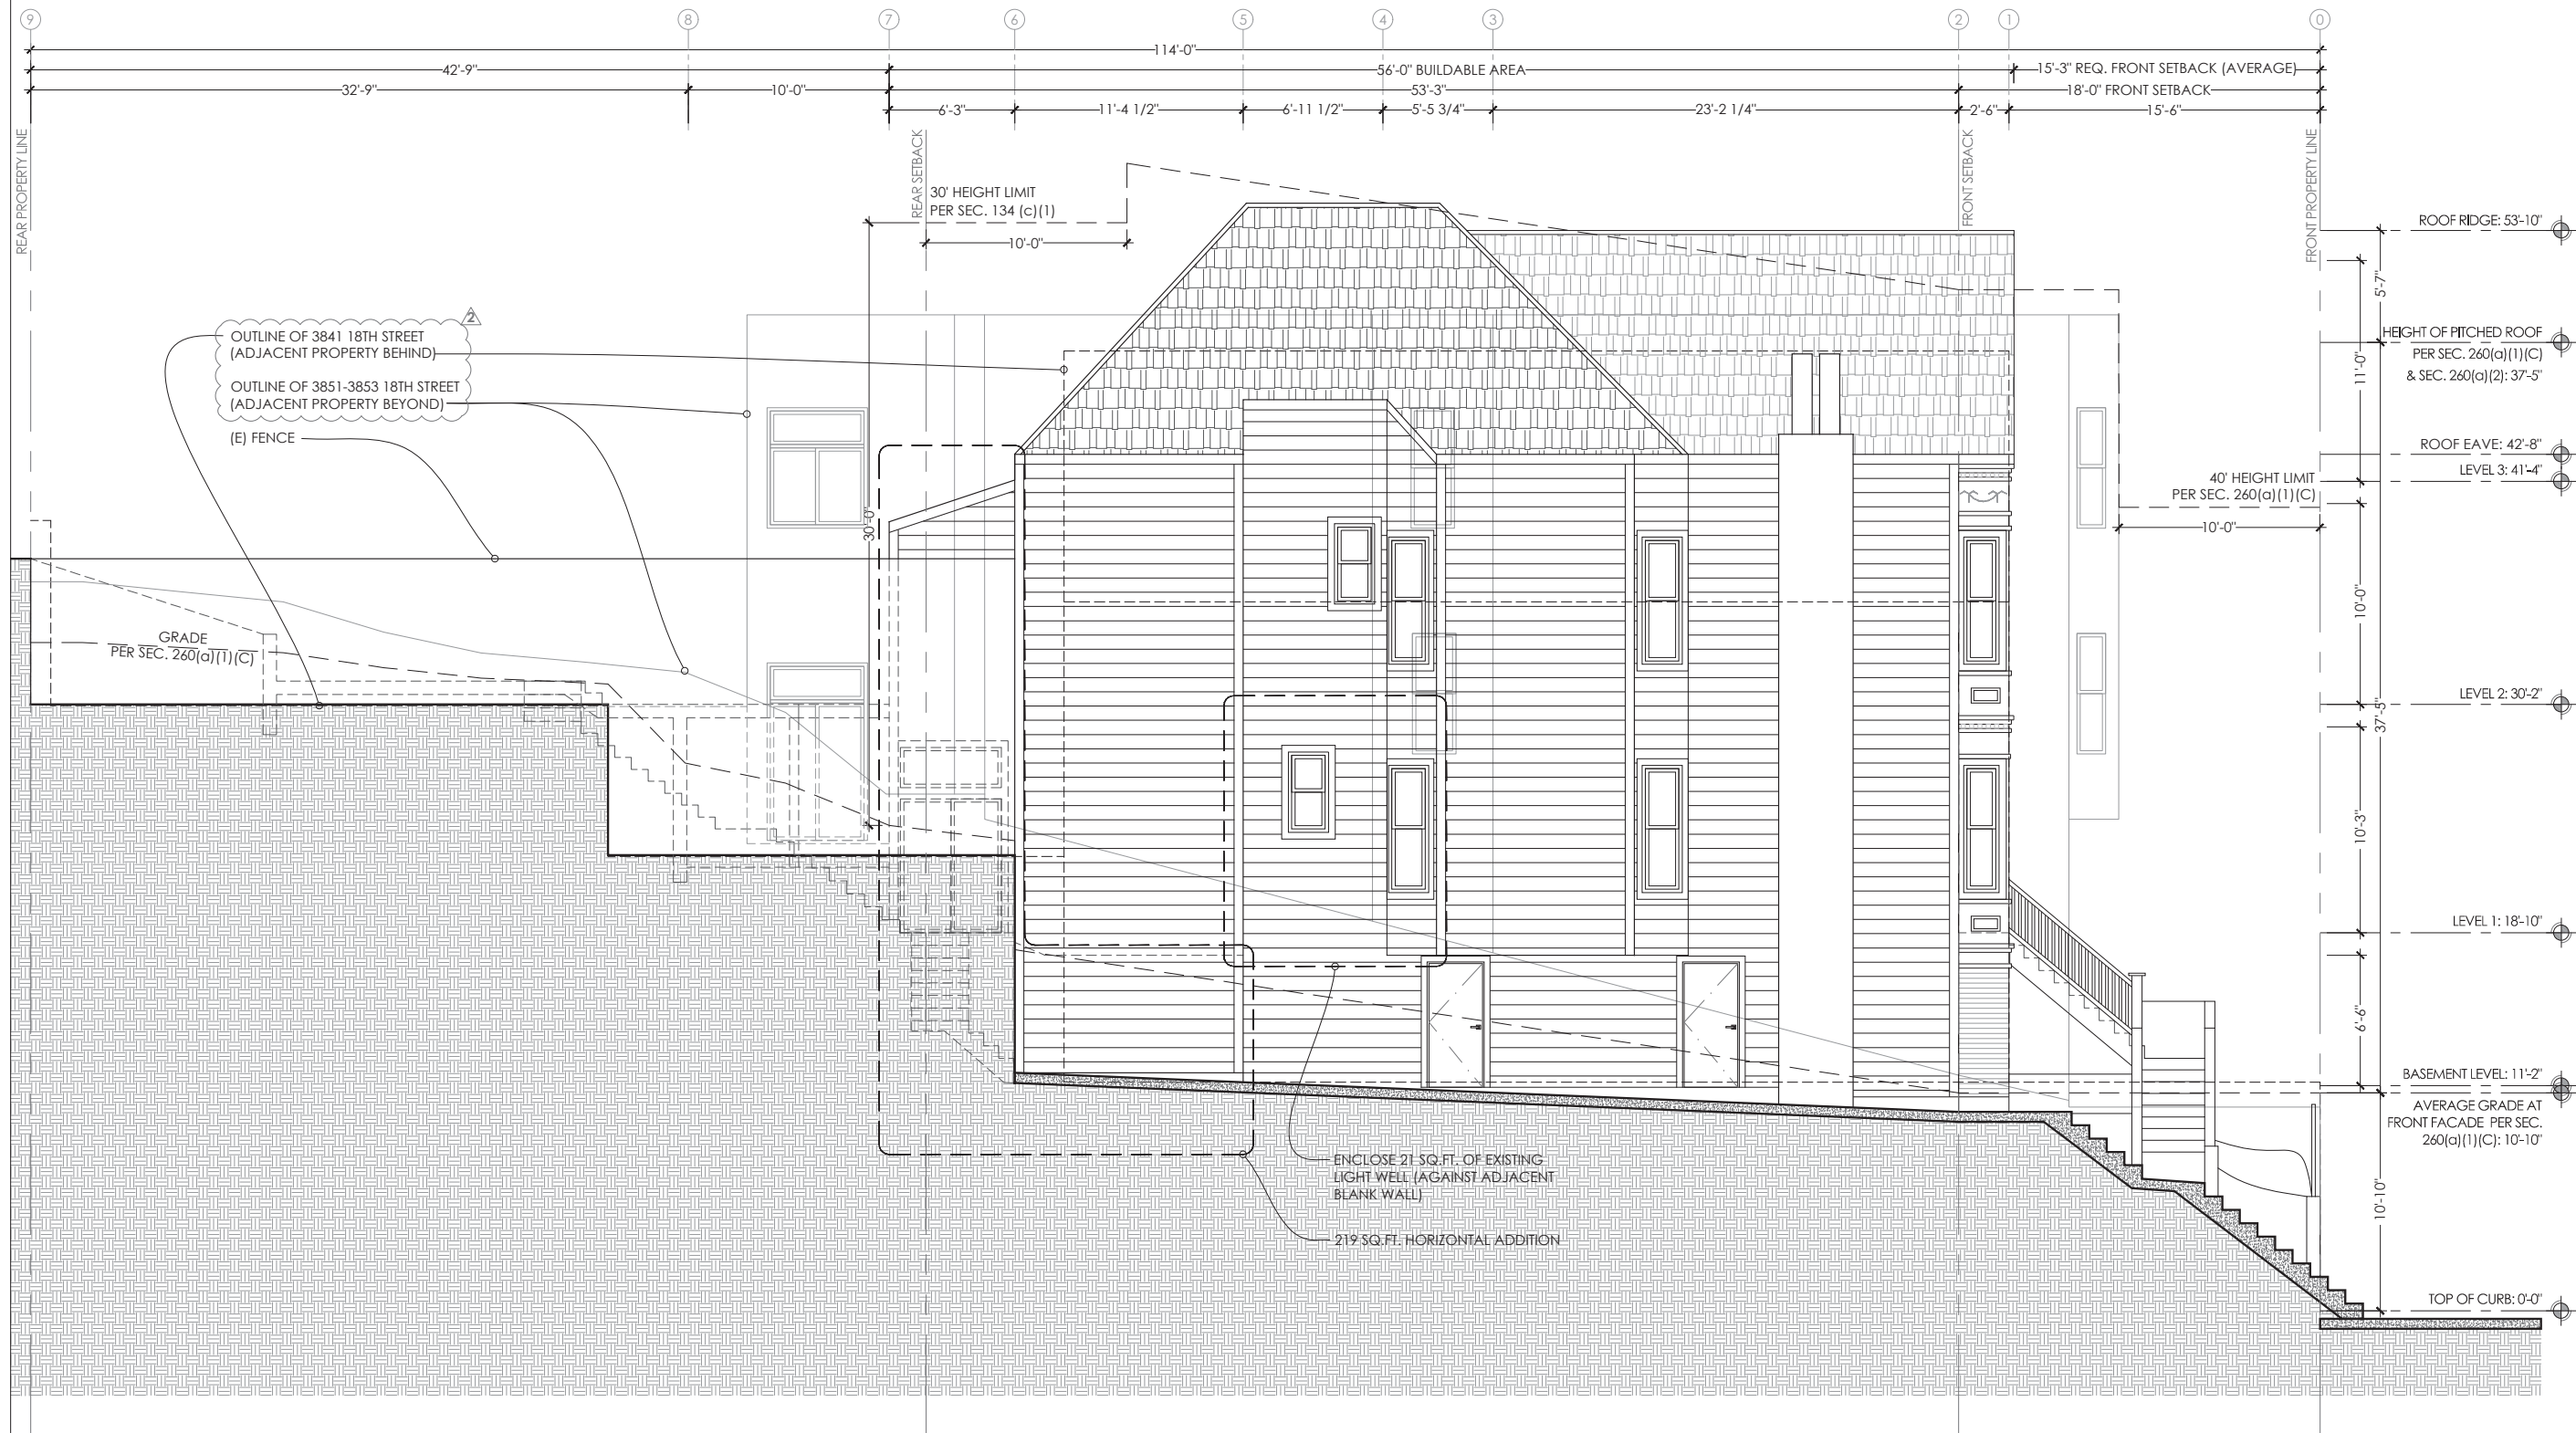 9 8 7 6 5 4 3 2 1 0
114'-0"
42'-9" 56'-0" BUILDABLE AREA 15'-3" REQ. FRONT SETBACK (AVERAGE)
32'-9" 10'-0" 53'-3" 18'-0" FRONT SETBACK
6'-3" 11'-4 1/2" 6'-11 1/2" 5'-5 3/4" 23'-2 1/4" 2'-6" 15'-6"
REAR PROPERTY LINE
REAR SETBACK
FRONT SETBACK
FRONT PROPERTY LINE
30' HEIGHT LIMIT
PER SEC. 134 (c)(1)
10'-0"
30'-0"
2
OUTLINE OF 3841 18TH STREET
(ADJACENT PROPERTY BEHIND)
OUTLINE OF 3851-3853 18TH STREET
(ADJACENT PROPERTY BEYOND)
(E) FENCE
GRADE
PER SEC. 260(a)(1)(C)
40' HEIGHT LIMIT
PER SEC. 260(a)(1)(C)
10'-0"
ENCLOSE 21 SQ.FT. OF EXISTING
LIGHT WELL (AGAINST ADJACENT
BLANK WALL)
219 SQ.FT. HORIZONTAL ADDITION
11'-0"
10'-0"
10'-3"
6'-6"
5'-7"
37'-5"
10'-10"
ROOF RIDGE: 53'-10"
HEIGHT OF PITCHED ROOF
PER SEC. 260(a)(1)(C)
& SEC. 260(a)(2): 37'-5"
ROOF EAVE: 42'-8"
LEVEL 3: 41'-4"
LEVEL 2: 30'-2"
LEVEL 1: 18'-10"
BASEMENT LEVEL: 11'-2"
AVERAGE GRADE AT
FRONT FACADE PER SEC.
260(a)(1)(C): 10'-10"
TOP OF CURB: 0'-0"